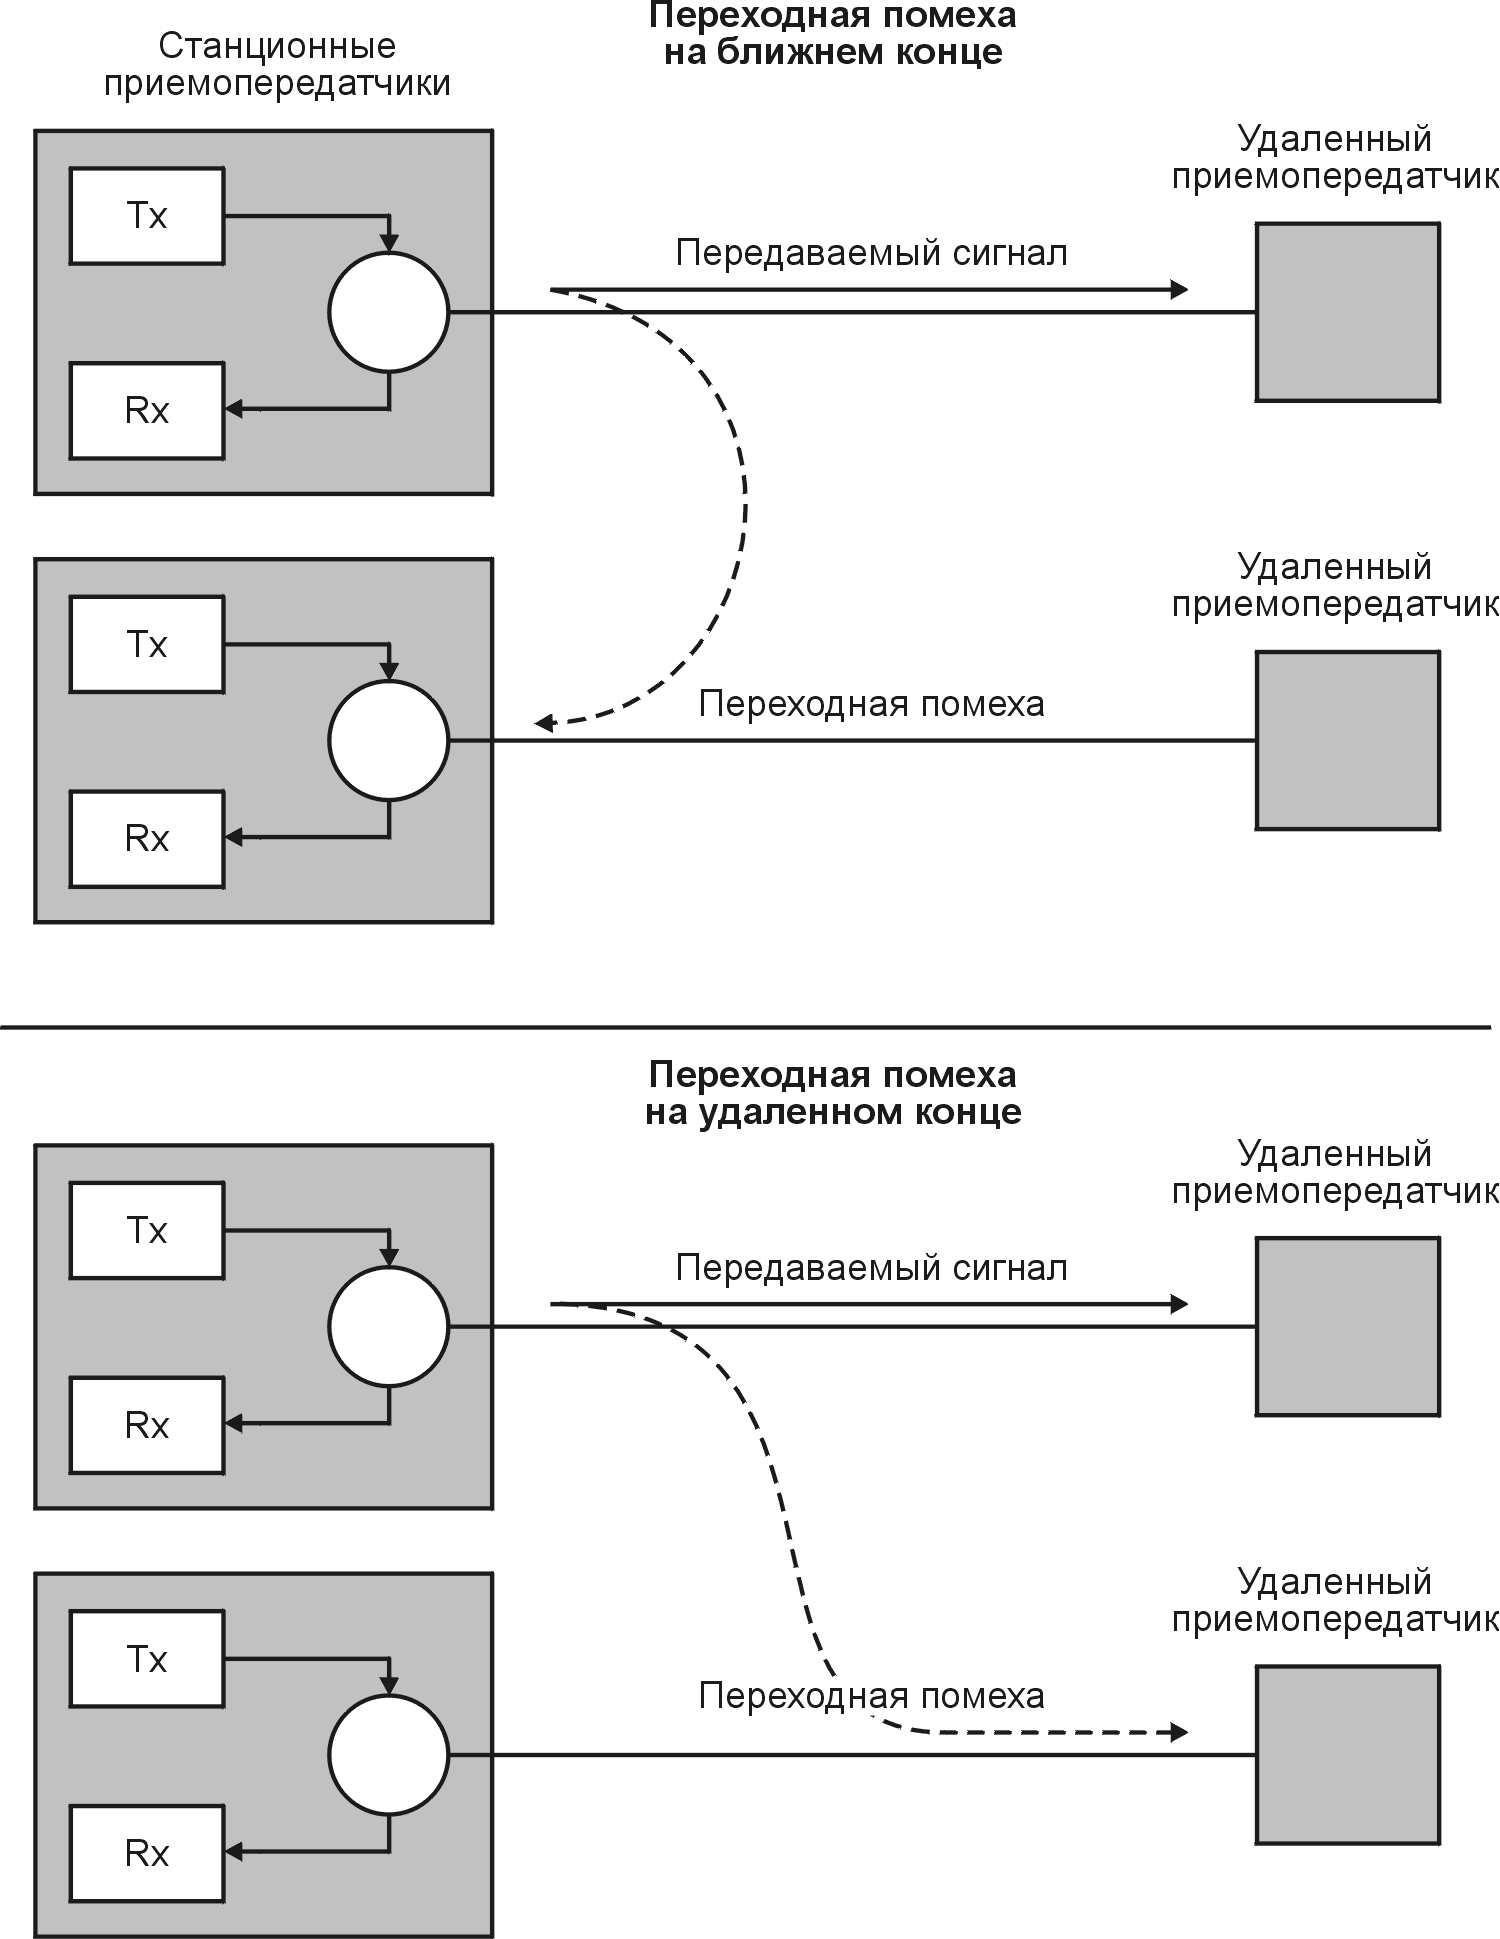 Переходная помеха
на ближнем конце
Станционные
приемопередатчики
Удаленный
приемопередатчик
Tx
Передаваемый сигнал
Rx
Удаленный
приемопередатчик
Tx
Переходная помеха
Rx
Переходная помеха
на удаленном конце
Удаленный
приемопередатчик
Tx
Передаваемый сигнал
Rx
Удаленный
приемопередатчик
Tx
Переходная помеха
Rx